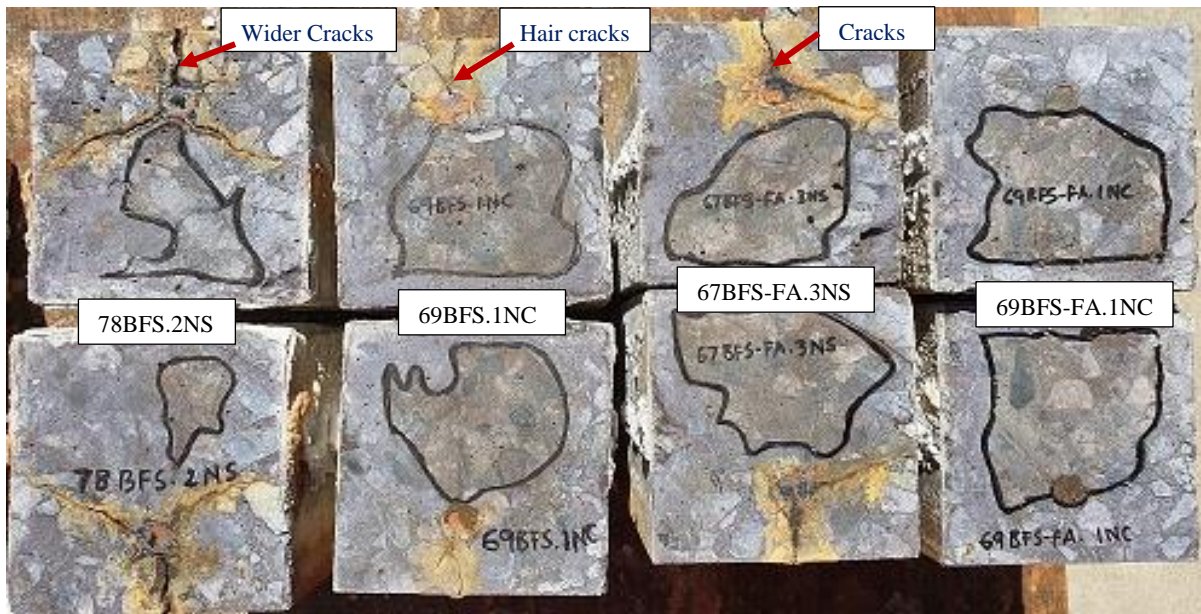 Wider Cracks
Hair cracks
Cracks
69BFS.1NC
67BFS-FA.3NS
69BFS-FA.1NC
78BFS.2NS
69BFS.1NC
67BFS-FA.3NS
69BFS-FA.1NC
67BFS-FA.3NS
78BFS.2NS
69BFS.1NC
69BFS-FA. 1NC